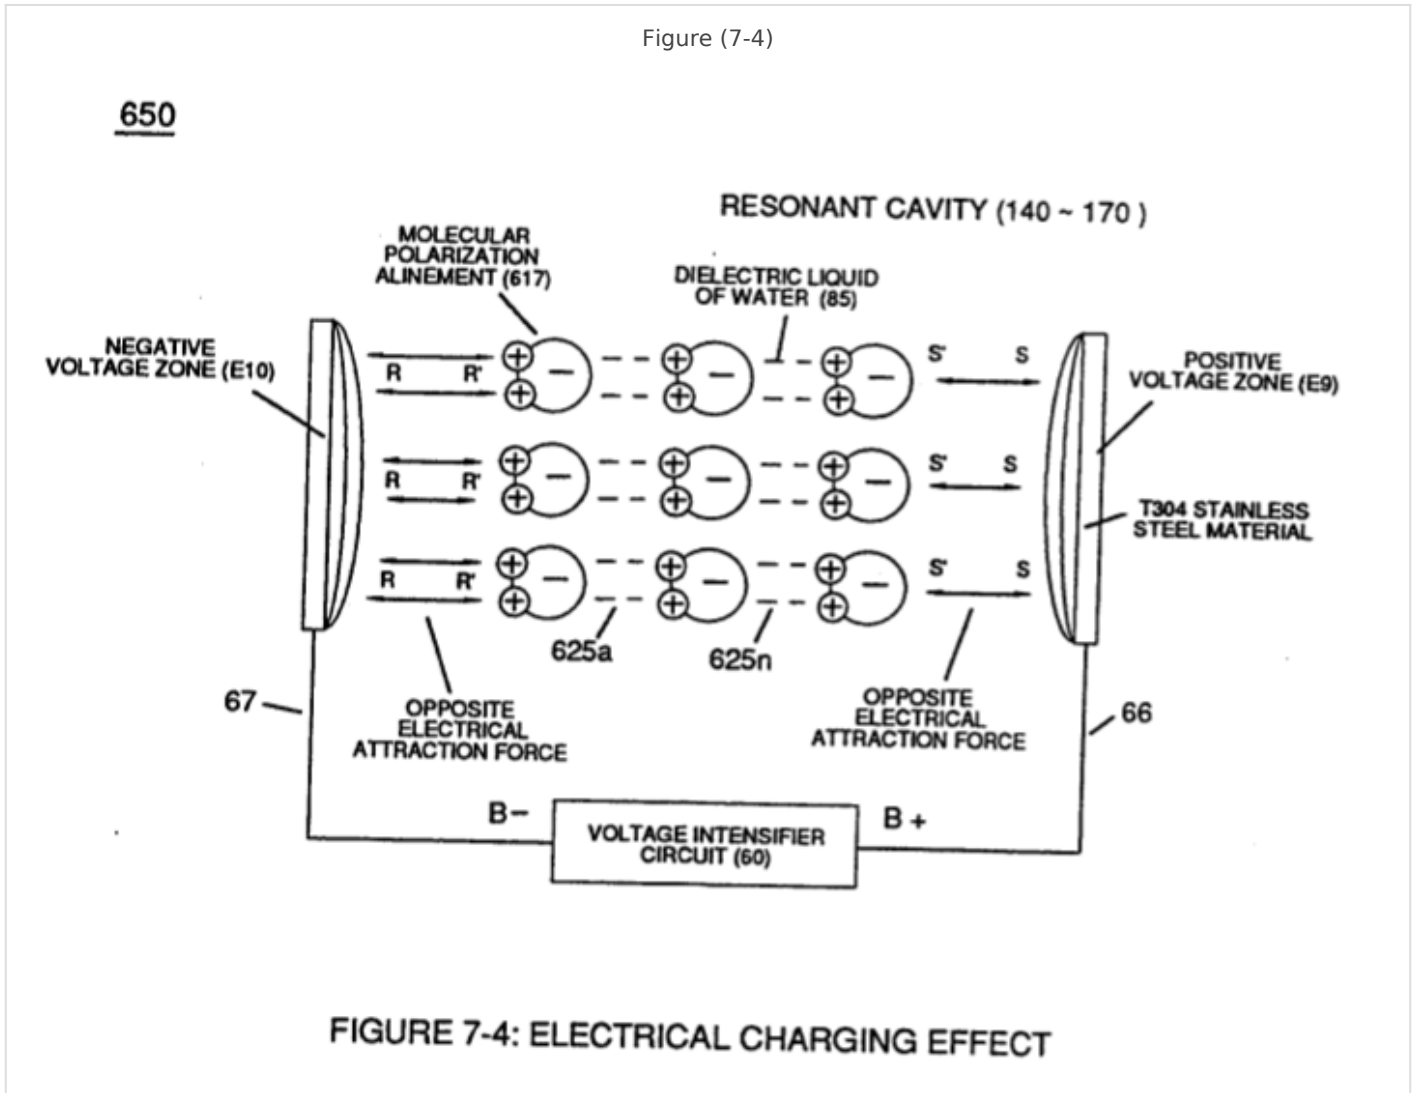 Figure (7-4)
650
RESONANT CAVITY (140 ~ 170 )
MOLECULAR
POLARIZATION
ALINEMENT (617)
DIELECTRIC LIQUID
OF WATER (85)
NEGATIVE
VOLTAGE ZONE (E10)
POSITIVE
VOLTAGE ZONE (E9)
R R' + + − + + − + + − S' S
R R' + + − + + − + + − S' S
T304 STAINLESS
STEEL MATERIAL
R R' + + − + + − + + − S' S
625a
625n
67
OPPOSITE
ELECTRICAL
ATTRACTION FORCE
OPPOSITE
ELECTRICAL
ATTRACTION FORCE
66
B−
VOLTAGE INTENSIFIER
CIRCUIT (60)
B +
FIGURE 7-4: ELECTRICAL CHARGING EFFECT